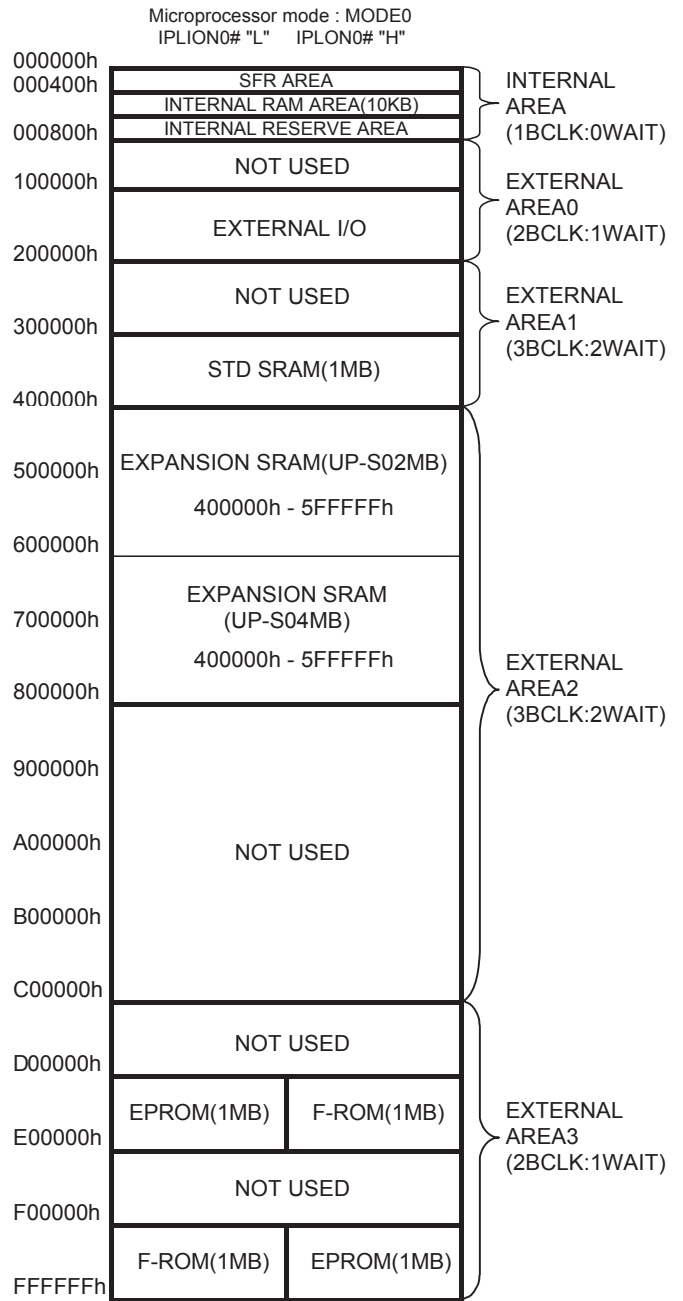 Microprocessor mode : MODE0
IPLION0# "L" IPLON0# "H"
000000h
000400h
SFR AREA
INTERNAL RAM AREA(10KB)
000800h
INTERNAL RESERVE AREA
INTERNAL
AREA
(1BCLK:0WAIT)
NOT USED
100000h
EXTERNAL I/O
200000h
EXTERNAL
AREA0
(2BCLK:1WAIT)
NOT USED
300000h
STD SRAM(1MB)
400000h
EXTERNAL
AREA1
(3BCLK:2WAIT)
EXPANSION SRAM(UP-S02MB)
500000h
400000h - 5FFFFFh
600000h
EXPANSION SRAM
(UP-S04MB)
700000h
400000h - 5FFFFFh
800000h
EXTERNAL
AREA2
(3BCLK:2WAIT)
900000h
A00000h
NOT USED
B00000h
C00000h
NOT USED
D00000h
EPROM(1MB) F-ROM(1MB)
E00000h
EXTERNAL
AREA3
(2BCLK:1WAIT)
NOT USED
F00000h
F-ROM(1MB) EPROM(1MB)
FFFFFFh